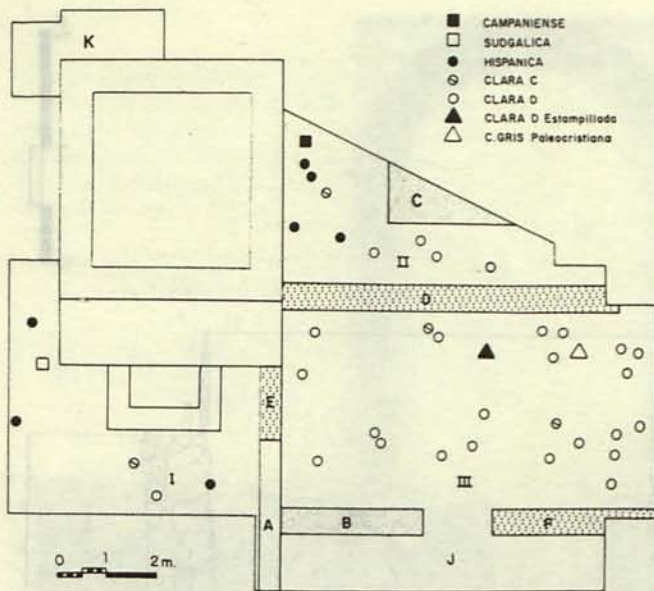 K
CAMPANIENSE
SUDGALICA
HISPANICA
CLARA C
CLARA D
CLARA D Estampillada
C.GRIS Paleocristiana
C
II
D
E
I
III
A
B
F
J
0 1 2 m.